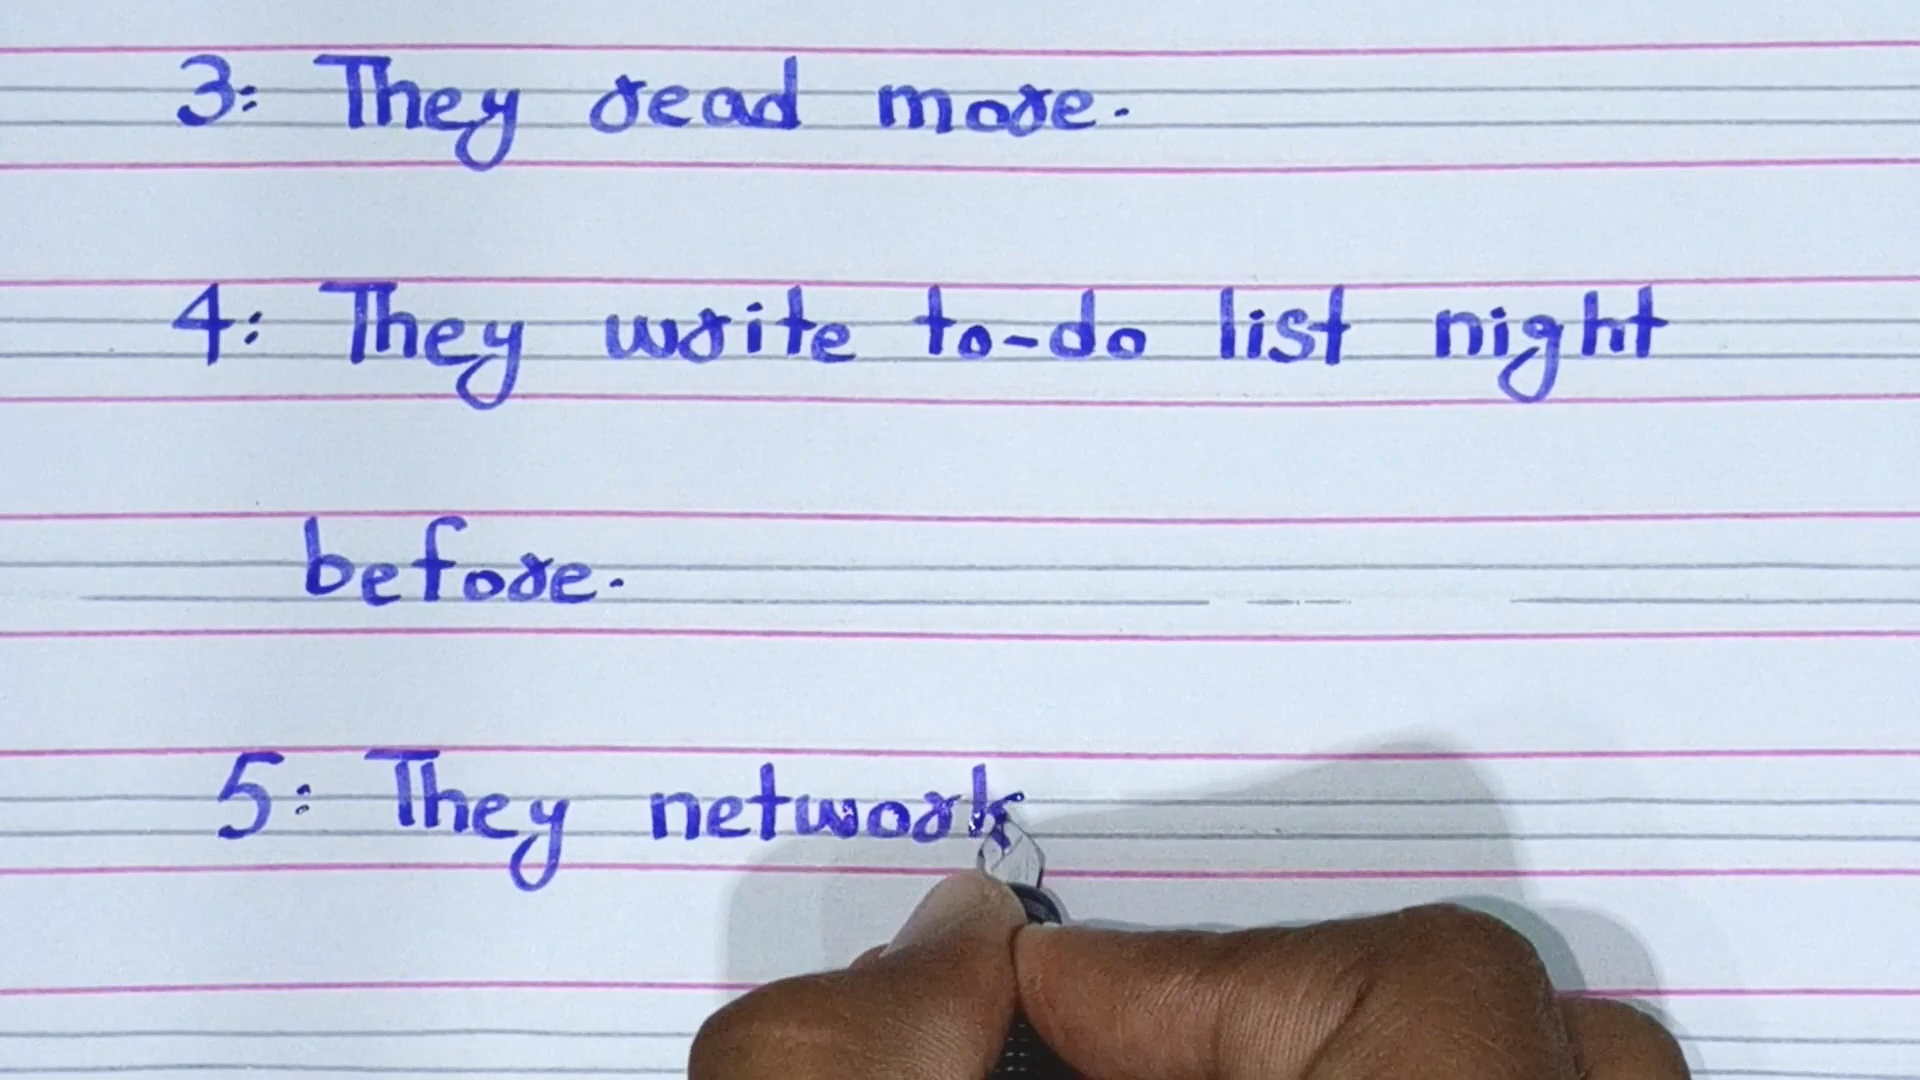 3: They read more.
4: They write to-do list night
before.
5: They network